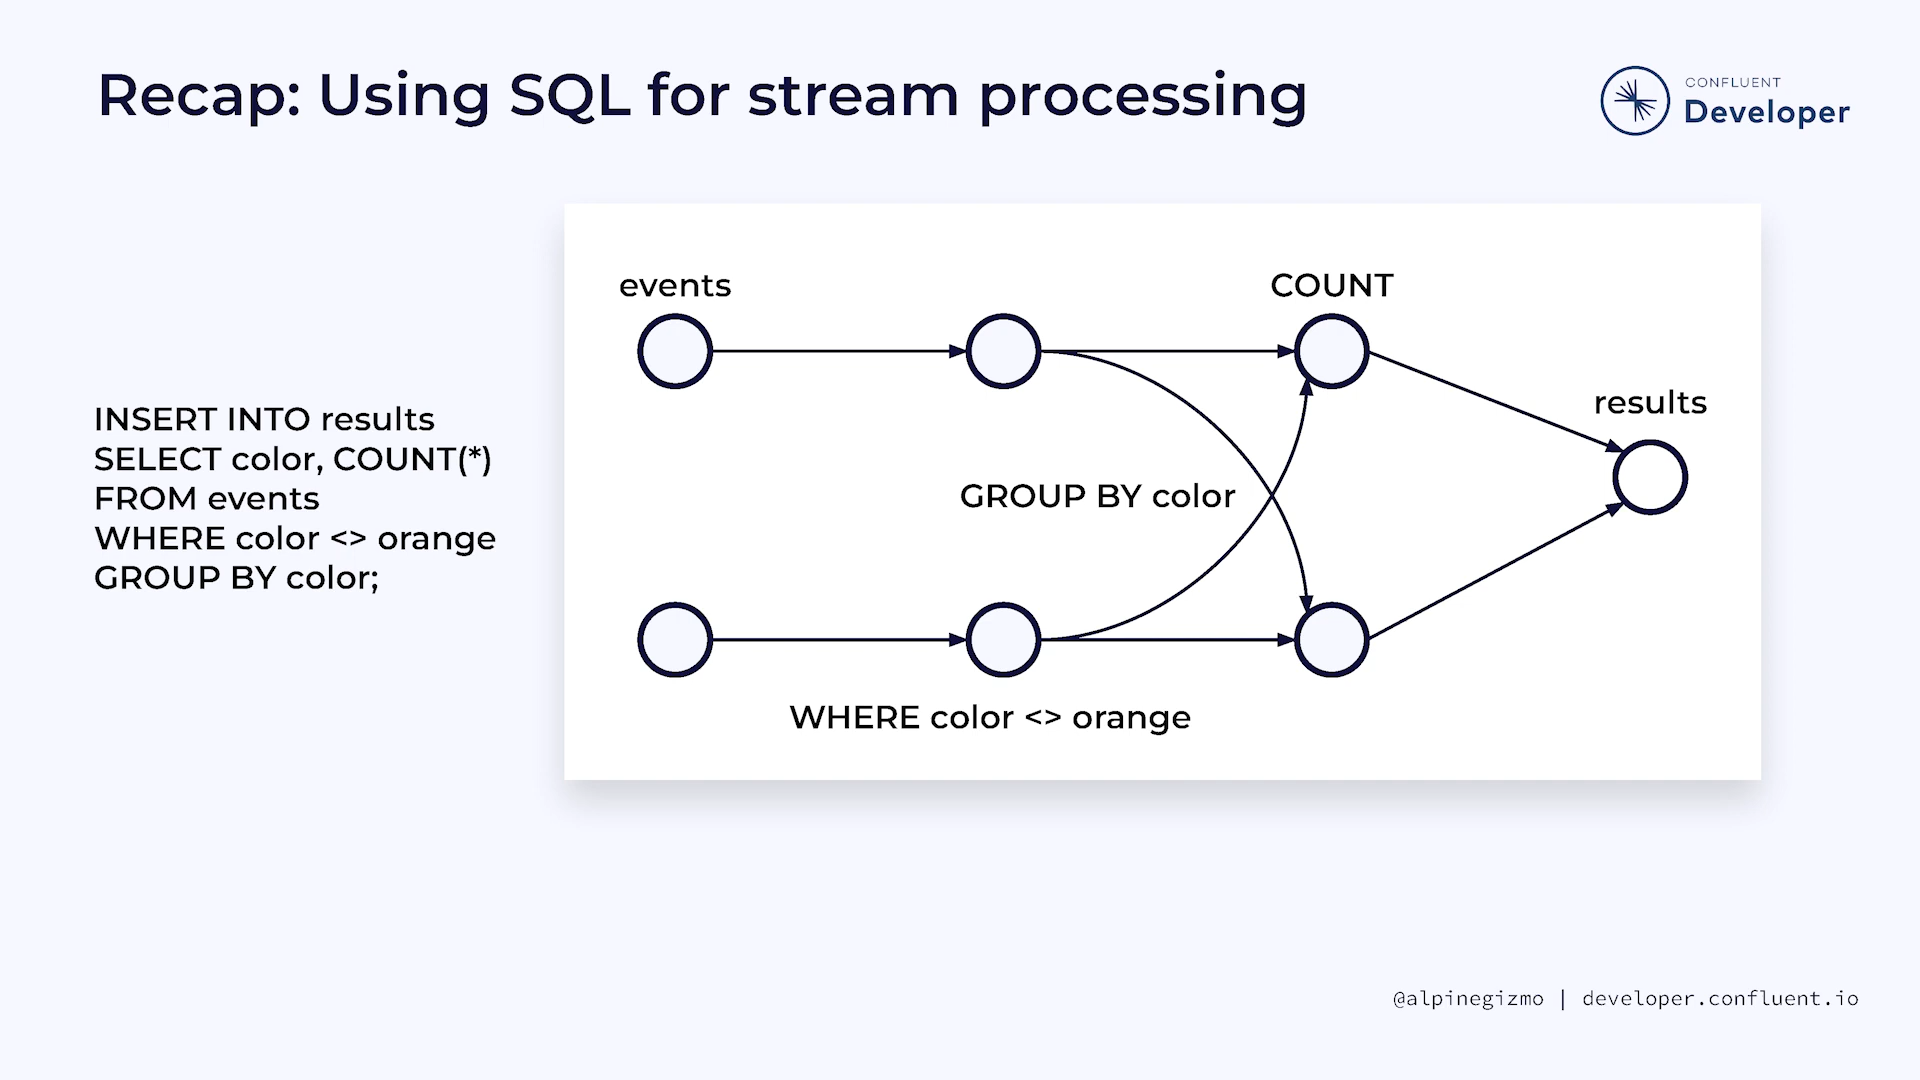 Recap: Using SQL for stream processing
CONFLUENT
Developer
INSERT INTO results
SELECT color, COUNT(*)
FROM events
WHERE color <> orange
GROUP BY color;
events
COUNT
results
GROUP BY color
WHERE color <> orange
@alpinegizmo | developer.confluent.io